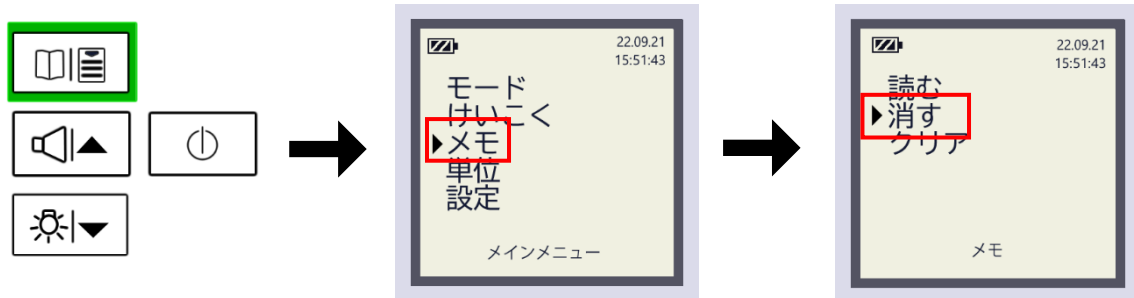 22.09.21
15:51:43
モード
けいこく
メモ
単位
設定
メインメニュー
22.09.21
15:51:43
読む
消す
クリア
メモ